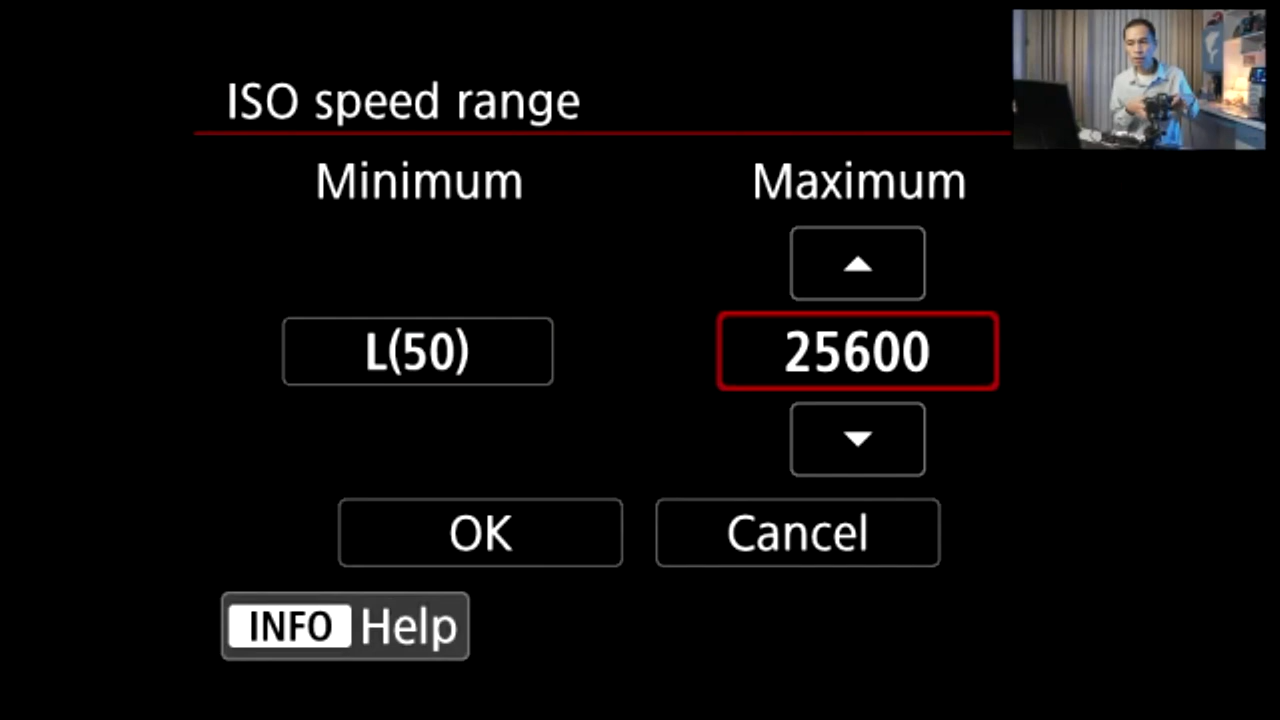 ISO speed range
Minimum
Maximum
L(50)
25600
OK
Cancel
INFO Help